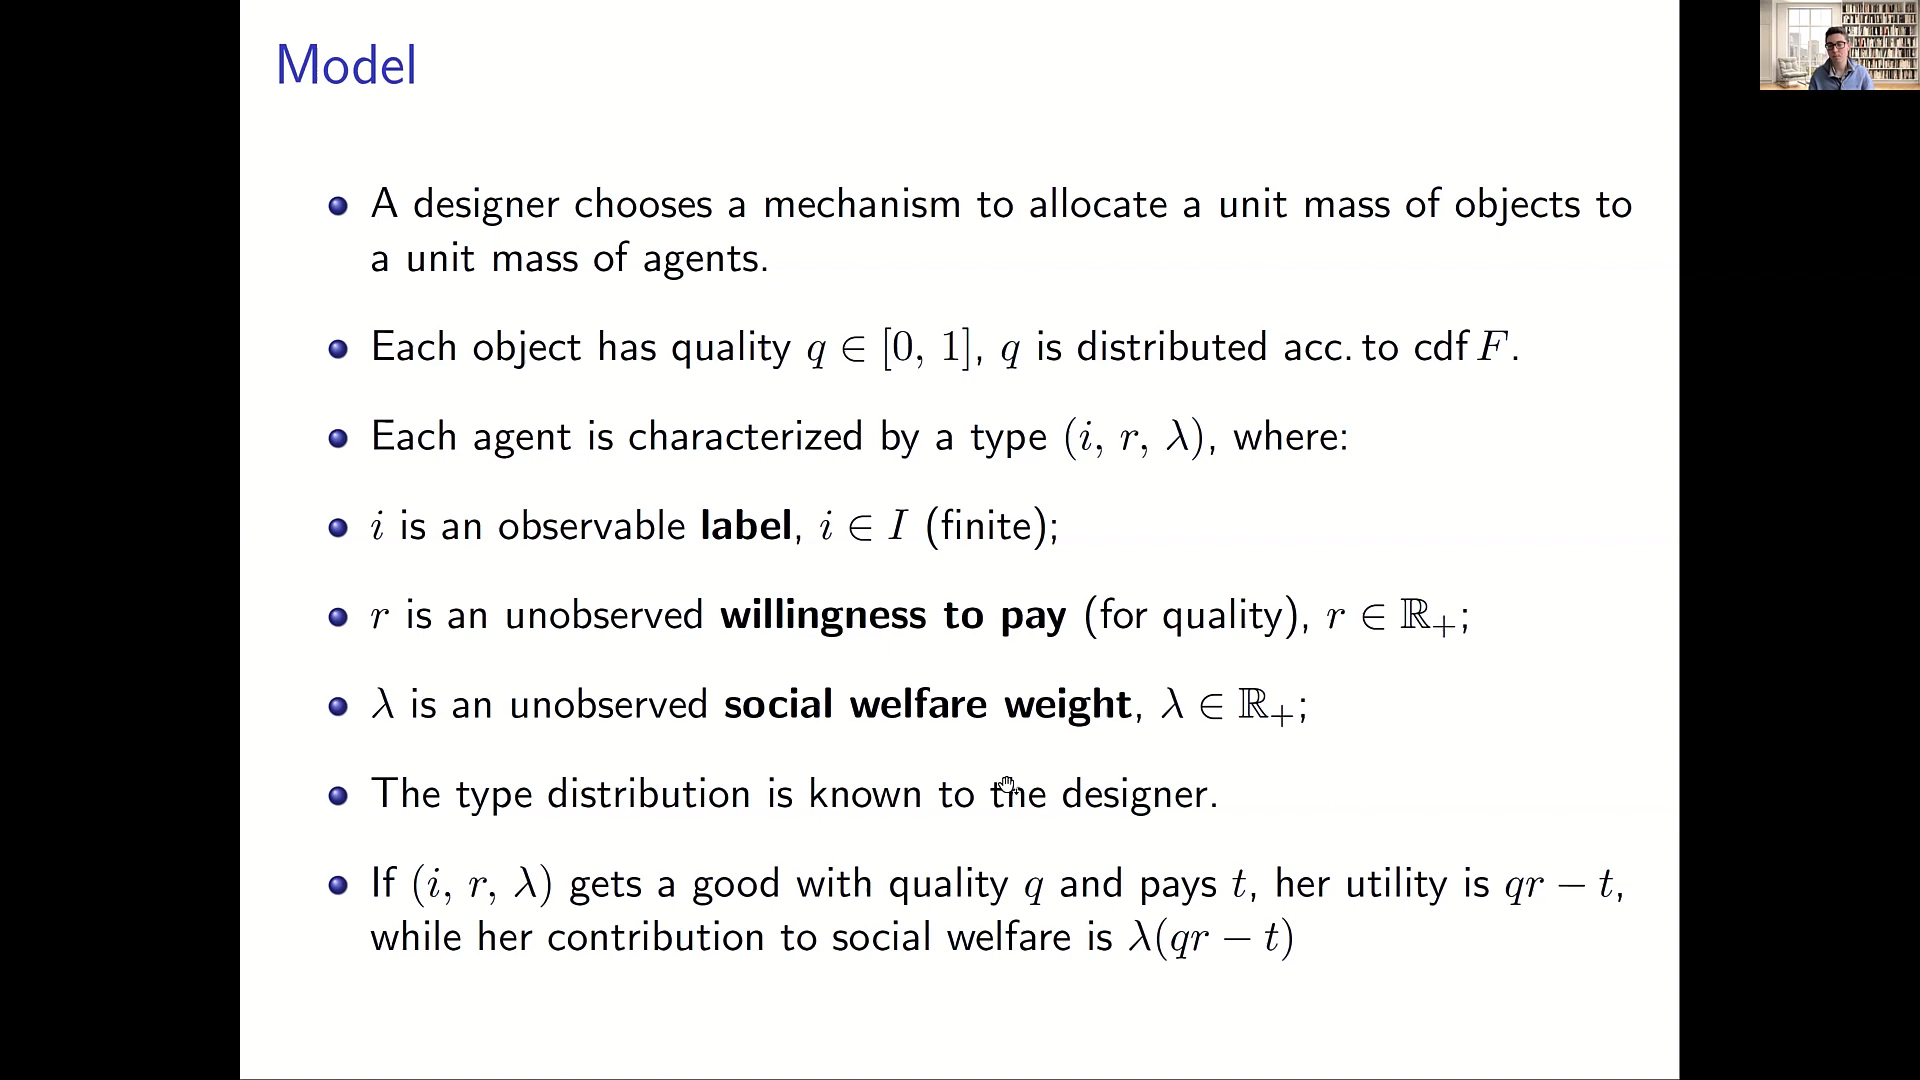 Model
A designer chooses a mechanism to allocate a unit mass of objects to
a unit mass of agents.
Each object has quality q ∈ [0, 1], q is distributed acc. to cdf F.
Each agent is characterized by a type (i, r, λ), where:
i is an observable label, i ∈ I (finite);
r is an unobserved willingness to pay (for quality), r ∈ ℝ₊;
λ is an unobserved social welfare weight, λ ∈ ℝ₊;
The type distribution is known to the designer.
If (i, r, λ) gets a good with quality q and pays t, her utility is qr − t,
while her contribution to social welfare is λ(qr − t)